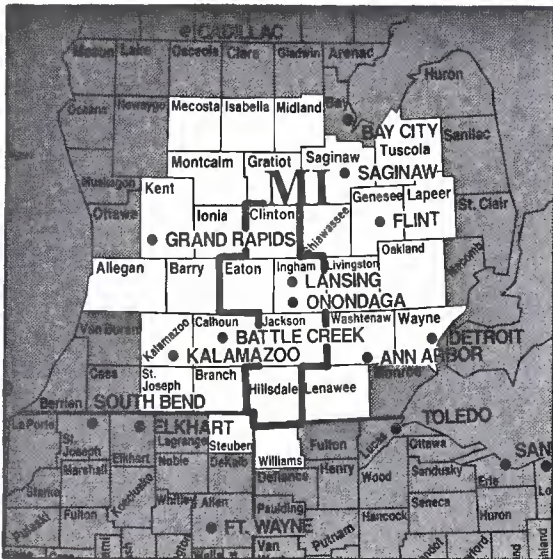 CADILLAC
Mason Lake Osceola Clare Gladwin Arenac
Huron
Oceana Newaygo Mecosta Isabella Midland Bay
BAY CITY
Sanilac
Tuscola
Montcalm Gratiot Saginaw
SAGINAW
Muskegon
Kent MI Genesee Lapeer
St. Clair
Ottawa Ionia Clinton Shiawassee
FLINT
GRAND RAPIDS
Oakland
Macomb
Allegan Barry Eaton Ingham Livingston
LANSING
ONONDAGA
Van Buren Kalamazoo Calhoun Jackson Washtenaw Wayne
BATTLE CREEK
DETROIT
KALAMAZOO
ANN ARBOR
Monroe
Cass St. Joseph Branch Hillsdale Lenawee
Berrien
SOUTH BEND
TOLEDO
La Porte
ELKHART
St. Joseph Elkhart Lagrange Steuben
Fulton Lucas Ottawa
SAN
Marshall Noble DeKalb Williams
Defiance Henry Wood Sandusky Erie Lo
Starke Kosciusko
Whitley Allen Paulding Seneca
Pulaski Fulton
Hancock Huron
FT. WAYNE
Putnam
Van